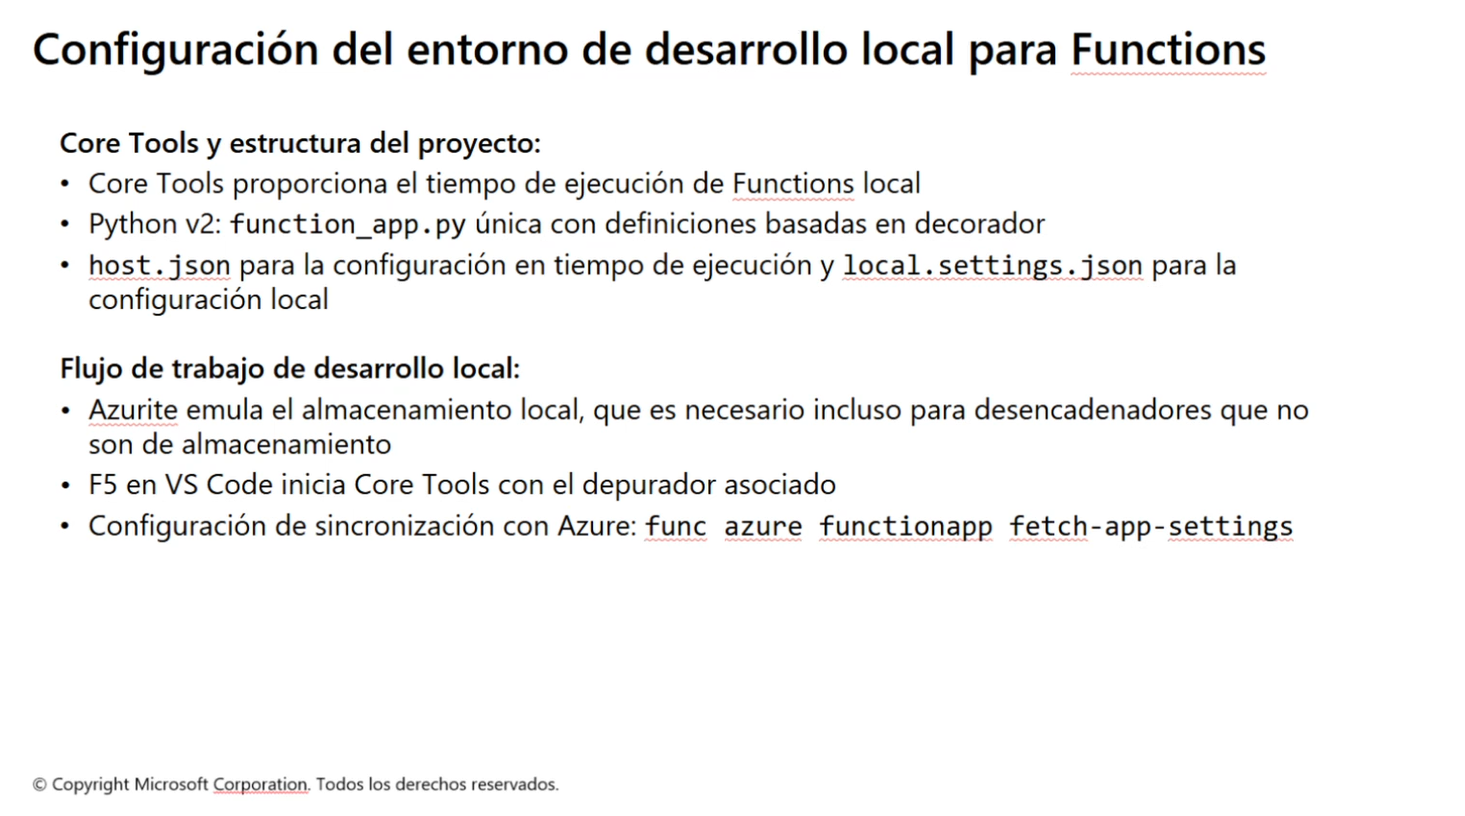 Configuración del entorno de desarrollo local para Functions
Core Tools y estructura del proyecto:
• Core Tools proporciona el tiempo de ejecución de Functions local
• Python v2: function_app.py única con definiciones basadas en decorador
• host.json para la configuración en tiempo de ejecución y local.settings.json para la
configuración local
Flujo de trabajo de desarrollo local:
• Azurite emula el almacenamiento local, que es necesario incluso para desencadenadores que no
son de almacenamiento
• F5 en VS Code inicia Core Tools con el depurador asociado
• Configuración de sincronización con Azure: func azure functionapp fetch-app-settings
© Copyright Microsoft Corporation. Todos los derechos reservados.